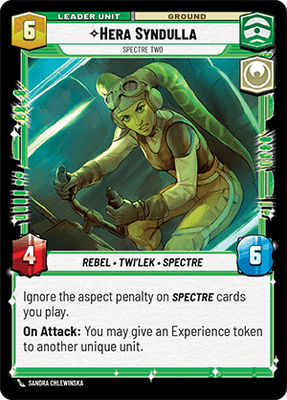 LEADER UNIT GROUND
6
✧HERA SYNDULLA
SPECTRE TWO
4
6
REBEL • TWI'LEK • SPECTRE
Ignore the aspect penalty on SPECTRE cards
you play.
On Attack: You may give an Experience token
to another unique unit.
SANDRA CHLEWINSKA